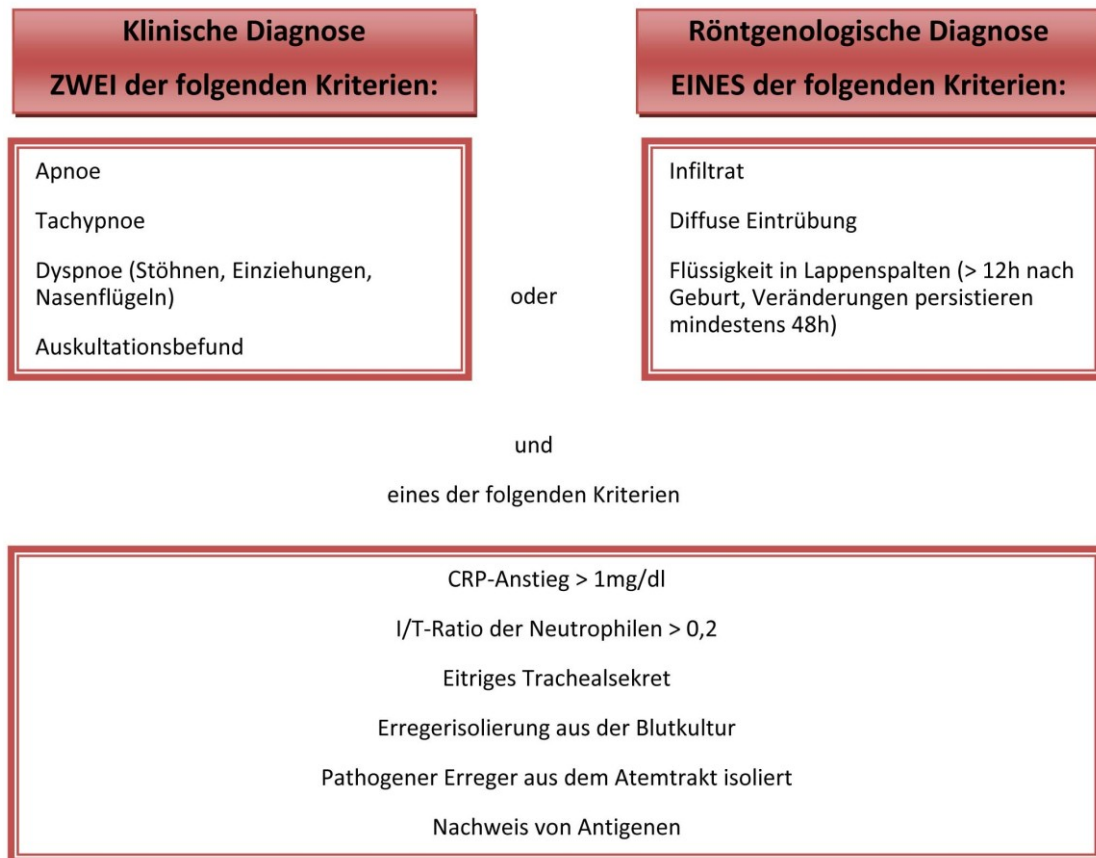 Klinische Diagnose
ZWEI der folgenden Kriterien:
Röntgenologische Diagnose
EINES der folgenden Kriterien:
Apnoe
Tachypnoe
Dyspnoe (Stöhnen, Einziehungen,
Nasenflügeln)
Auskultationsbefund
oder
Infiltrat
Diffuse Eintrübung
Flüssigkeit in Lappenspalten (> 12h nach
Geburt, Veränderungen persistieren
mindestens 48h)
und
eines der folgenden Kriterien
CRP-Anstieg > 1mg/dl
I/T-Ratio der Neutrophilen > 0,2
Eitriges Trachealsekret
Erregerisolierung aus der Blutkultur
Pathogener Erreger aus dem Atemtrakt isoliert
Nachweis von Antigenen